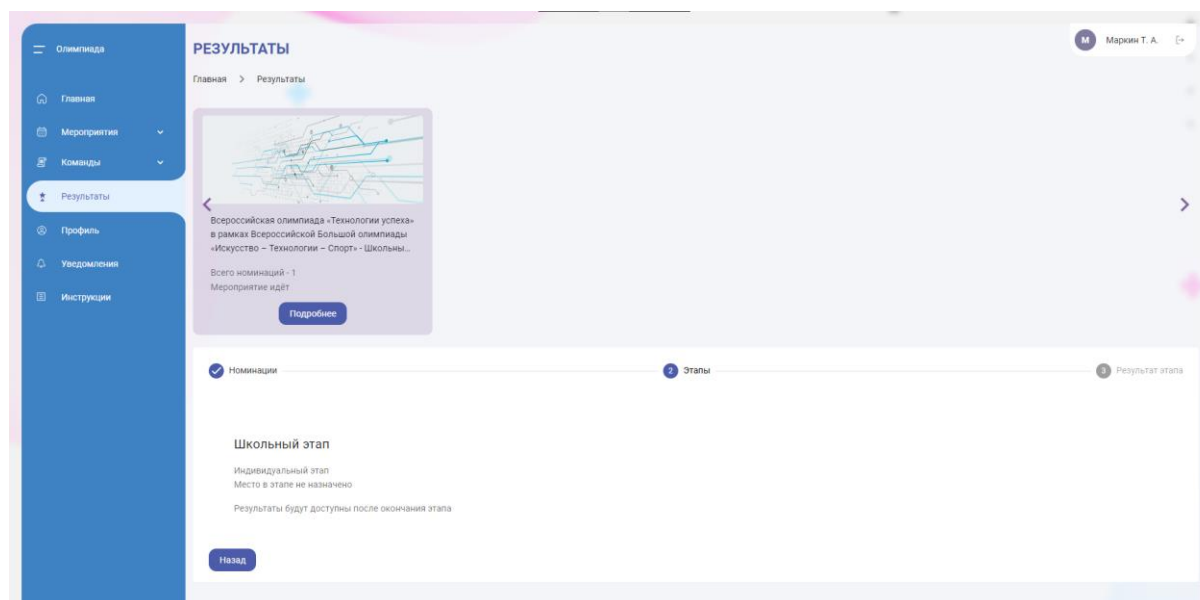 Олимпиада
Главная
Мероприятия
Команды
Результаты
Профиль
Уведомления
Инструкции
РЕЗУЛЬТАТЫ
М Маркин Т. А.
Главная > Результаты
Всероссийская олимпиада «Технологии успеха»
в рамках Всероссийской Большой олимпиады
«Искусство – Технологии – Спорт» - Школьны...
Всего номинаций - 1
Мероприятие идёт
Подробнее
Номинации
2 Этапы
3 Результат этапа
Школьный этап
Индивидуальный этап
Место в этапе не назначено
Результаты будут доступны после окончания этапа
Назад